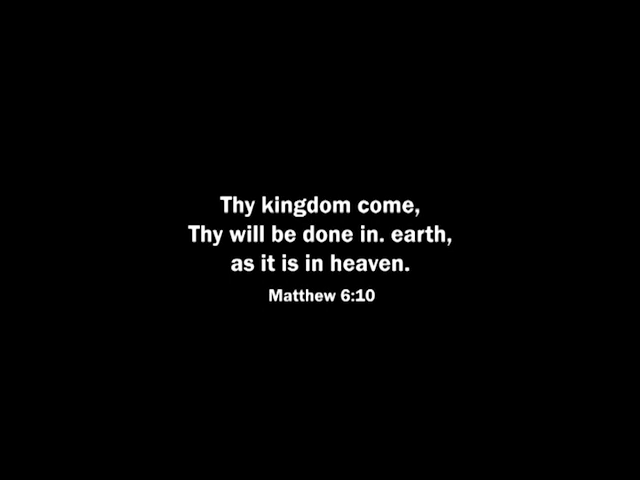 Thy kingdom come,
Thy will be done in. earth,
as it is in heaven.
Matthew 6:10